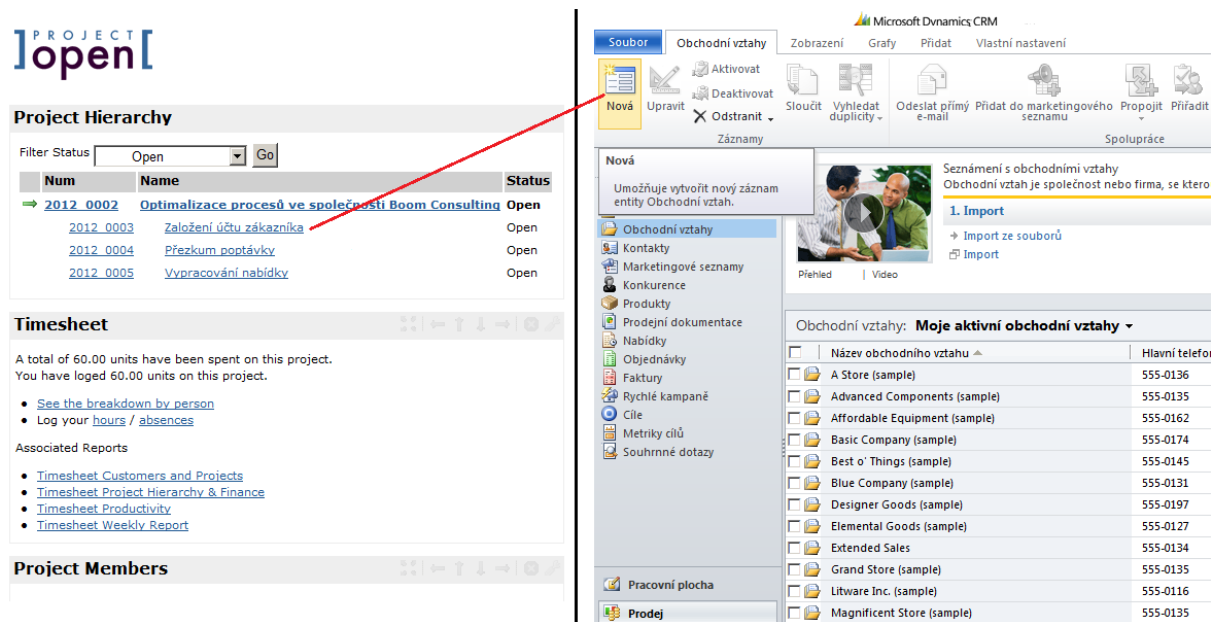 PROJECT
]open[
Project Hierarchy
Filter Status Open Go
Num Name Status
2012_0002 Optimalizace procesů ve společnosti Boom Consulting Open
2012_0003 Založení účtu zákazníka Open
2012_0004 Přezkum poptávky Open
2012_0005 Vypracování nabídky Open
Timesheet
A total of 60.00 units have been spent on this project.
You have loged 60.00 units on this project.
See the breakdown by person
Log your hours / absences
Associated Reports
Timesheet Customers and Projects
Timesheet Project Hierarchy & Finance
Timesheet Productivity
Timesheet Weekly Report
Project Members
Microsoft Dynamics CRM
Soubor Obchodní vztahy Zobrazení Grafy Přidat Vlastní nastavení
Nová
Upravit
Aktivovat
Deaktivovat
Odstranit
Záznamy
Sloučit
Vyhledat
duplicity
Odeslat přímý
e-mail
Přidat do marketingového
seznamu
Propojit
Přiřadit
Spolupráce
Nová
Umožňuje vytvořit nový záznam
entity Obchodní vztah.
Obchodní vztahy
Kontakty
Marketingové seznamy
Konkurence
Produkty
Prodejní dokumentace
Nabídky
Objednávky
Faktury
Rychlé kampaně
Cíle
Metriky cílů
Souhrnné dotazy
Pracovní plocha
Prodej
Seznámení s obchodními vztahy
Obchodní vztah je společnost nebo firma, se ktero
1. Import
Import ze souborů
Import
Přehled | Video
Obchodní vztahy: Moje aktivní obchodní vztahy
Název obchodního vztahu Hlavní telefo
A Store (sample) 555-0136
Advanced Components (sample) 555-0135
Affordable Equipment (sample) 555-0162
Basic Company (sample) 555-0174
Best o' Things (sample) 555-0145
Blue Company (sample) 555-0131
Designer Goods (sample) 555-0197
Elemental Goods (sample) 555-0127
Extended Sales 555-0134
Grand Store (sample) 555-0135
Litware Inc. (sample) 555-0116
Magnificent Store (sample) 555-0135